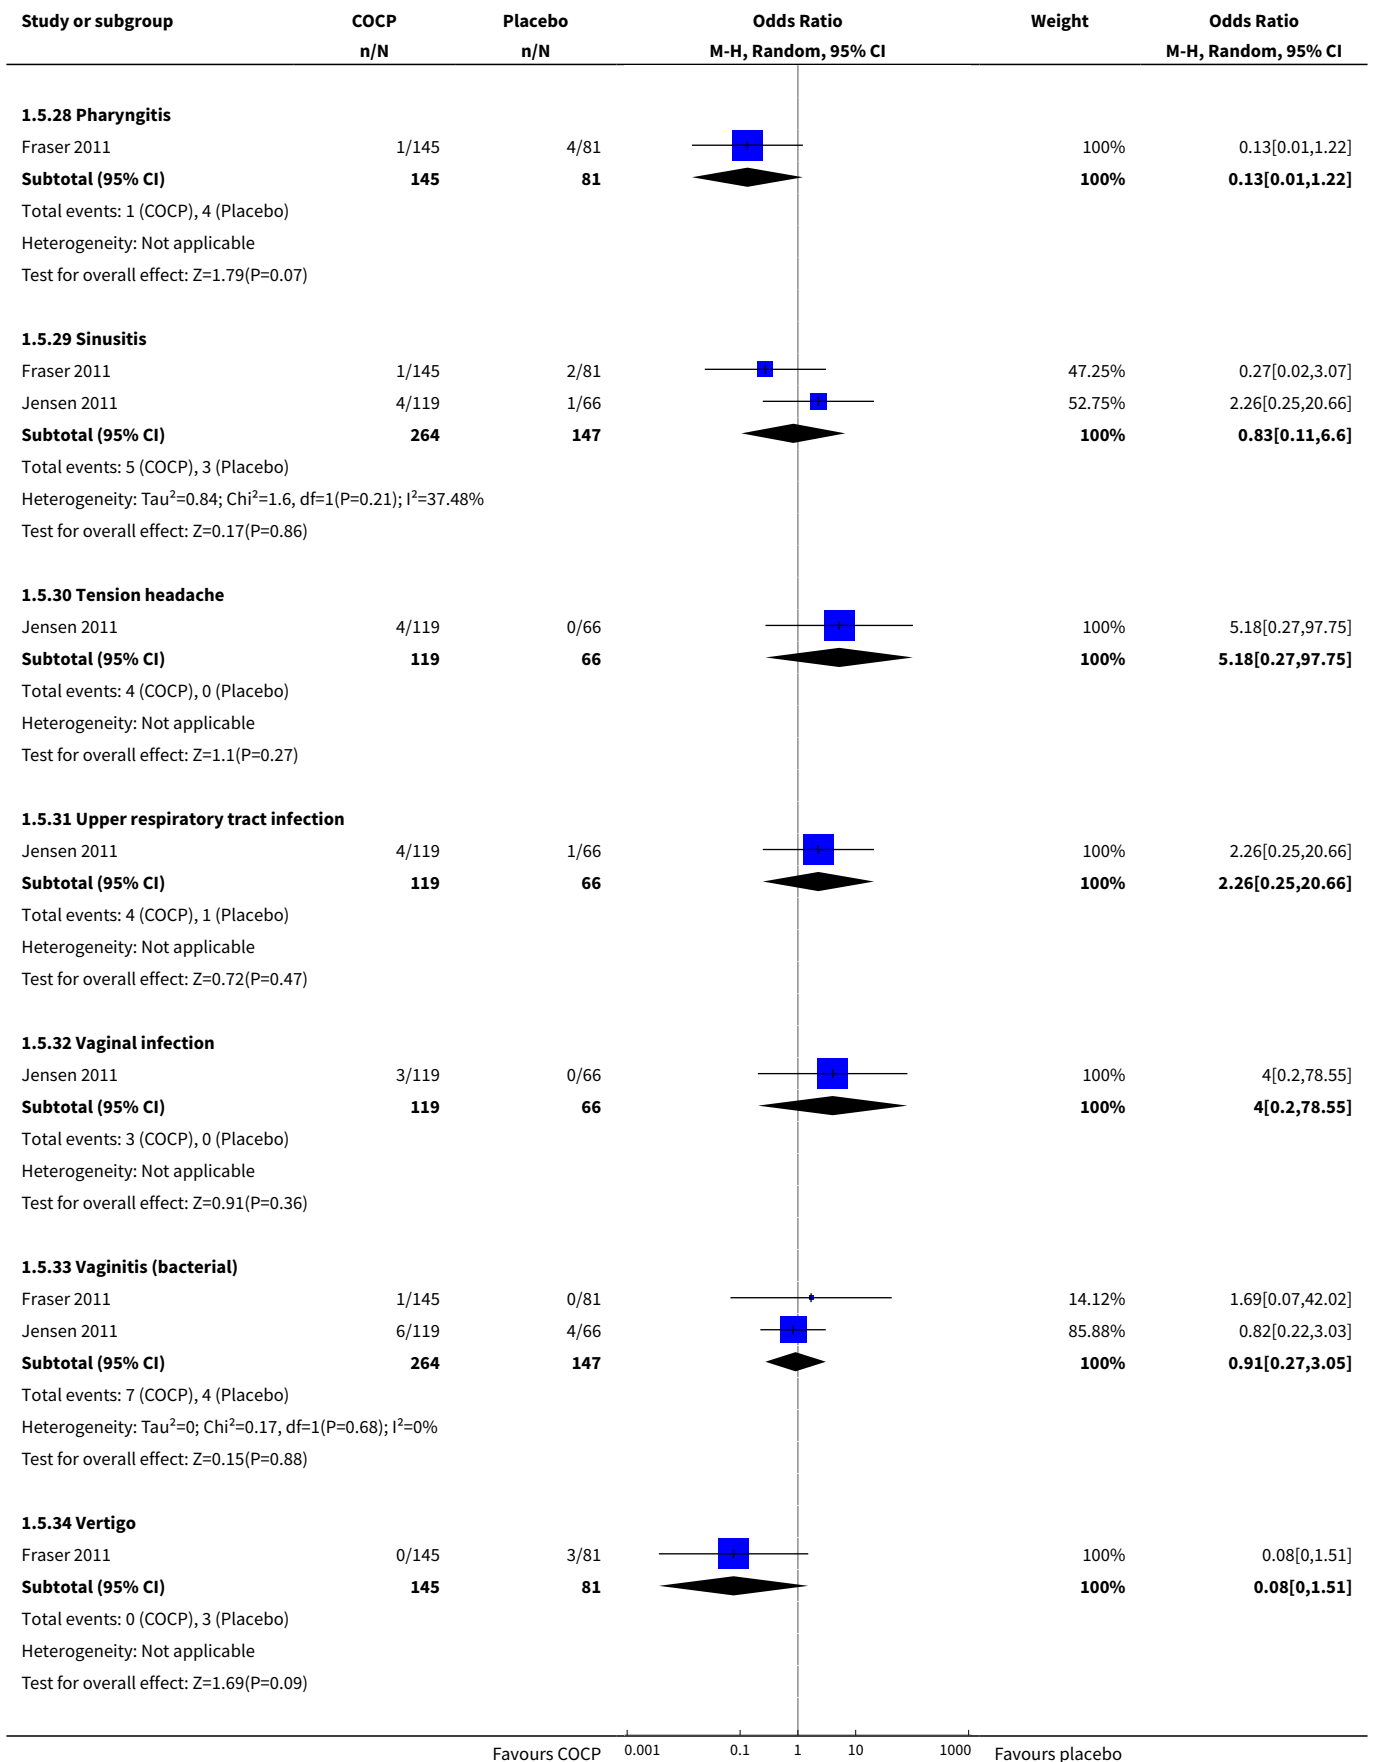 Study or subgroup COCP Placebo Odds Ratio Weight Odds Ratio
n/N n/N M-H, Random, 95% CI M-H, Random, 95% CI
1.5.28 Pharyngitis
Fraser 2011 1/145 4/81 100% 0.13[0.01,1.22]
Subtotal (95% CI) 145 81 100% 0.13[0.01,1.22]
Total events: 1 (COCP), 4 (Placebo)
Heterogeneity: Not applicable
Test for overall effect: Z=1.79(P=0.07)
1.5.29 Sinusitis
Fraser 2011 1/145 2/81 47.25% 0.27[0.02,3.07]
Jensen 2011 4/119 1/66 52.75% 2.26[0.25,20.66]
Subtotal (95% CI) 264 147 100% 0.83[0.11,6.6]
Total events: 5 (COCP), 3 (Placebo)
Heterogeneity: Tau²=0.84; Chi²=1.6, df=1(P=0.21); I²=37.48%
Test for overall effect: Z=0.17(P=0.86)
1.5.30 Tension headache
Jensen 2011 4/119 0/66 100% 5.18[0.27,97.75]
Subtotal (95% CI) 119 66 100% 5.18[0.27,97.75]
Total events: 4 (COCP), 0 (Placebo)
Heterogeneity: Not applicable
Test for overall effect: Z=1.1(P=0.27)
1.5.31 Upper respiratory tract infection
Jensen 2011 4/119 1/66 100% 2.26[0.25,20.66]
Subtotal (95% CI) 119 66 100% 2.26[0.25,20.66]
Total events: 4 (COCP), 1 (Placebo)
Heterogeneity: Not applicable
Test for overall effect: Z=0.72(P=0.47)
1.5.32 Vaginal infection
Jensen 2011 3/119 0/66 100% 4[0.2,78.55]
Subtotal (95% CI) 119 66 100% 4[0.2,78.55]
Total events: 3 (COCP), 0 (Placebo)
Heterogeneity: Not applicable
Test for overall effect: Z=0.91(P=0.36)
1.5.33 Vaginitis (bacterial)
Fraser 2011 1/145 0/81 14.12% 1.69[0.07,42.02]
Jensen 2011 6/119 4/66 85.88% 0.82[0.22,3.03]
Subtotal (95% CI) 264 147 100% 0.91[0.27,3.05]
Total events: 7 (COCP), 4 (Placebo)
Heterogeneity: Tau²=0; Chi²=0.17, df=1(P=0.68); I²=0%
Test for overall effect: Z=0.15(P=0.88)
1.5.34 Vertigo
Fraser 2011 0/145 3/81 100% 0.08[0,1.51]
Subtotal (95% CI) 145 81 100% 0.08[0,1.51]
Total events: 0 (COCP), 3 (Placebo)
Heterogeneity: Not applicable
Test for overall effect: Z=1.69(P=0.09)
Favours COCP 0.001 0.1 1 10 1000 Favours placebo